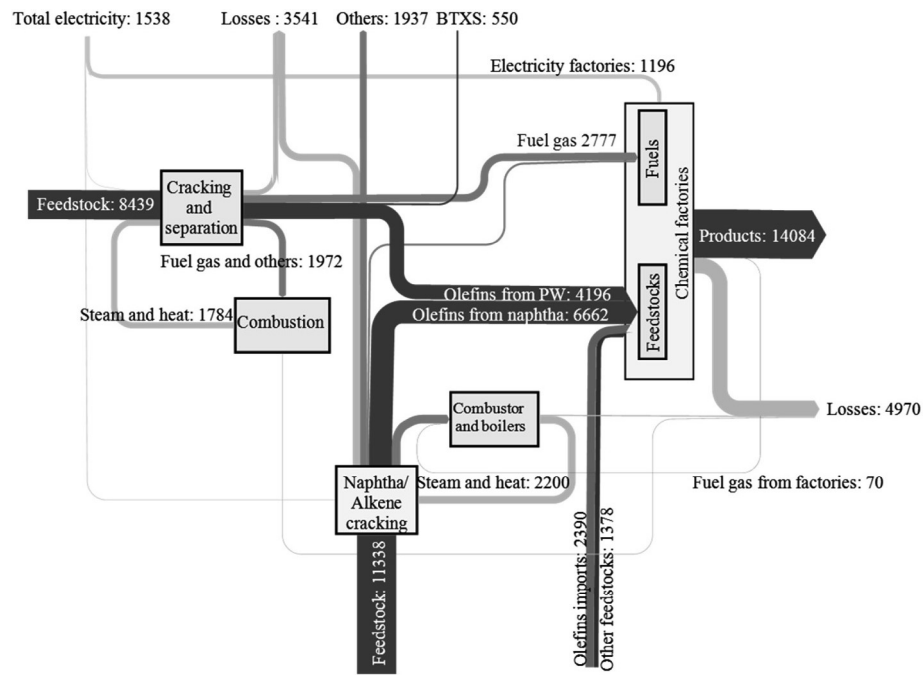 Total electricity: 1538
Losses : 3541
Others: 1937
BTXS: 550
Electricity factories: 1196
Fuel gas 2777
Fuels
Chemical factories
Feedstock: 8439
Cracking
and
separation
Products: 14084
Fuel gas and others: 1972
Olefins from PW: 4196
Olefins from naphtha: 6662
Feedstocks
Steam and heat: 1784
Combustion
Combustor
and boilers
Losses: 4970
Naphtha/
Alkene
cracking
Steam and heat: 2200
Fuel gas from factories: 70
Feedstock: 11338
Olefins imports: 2390
Other feedstocks: 1378